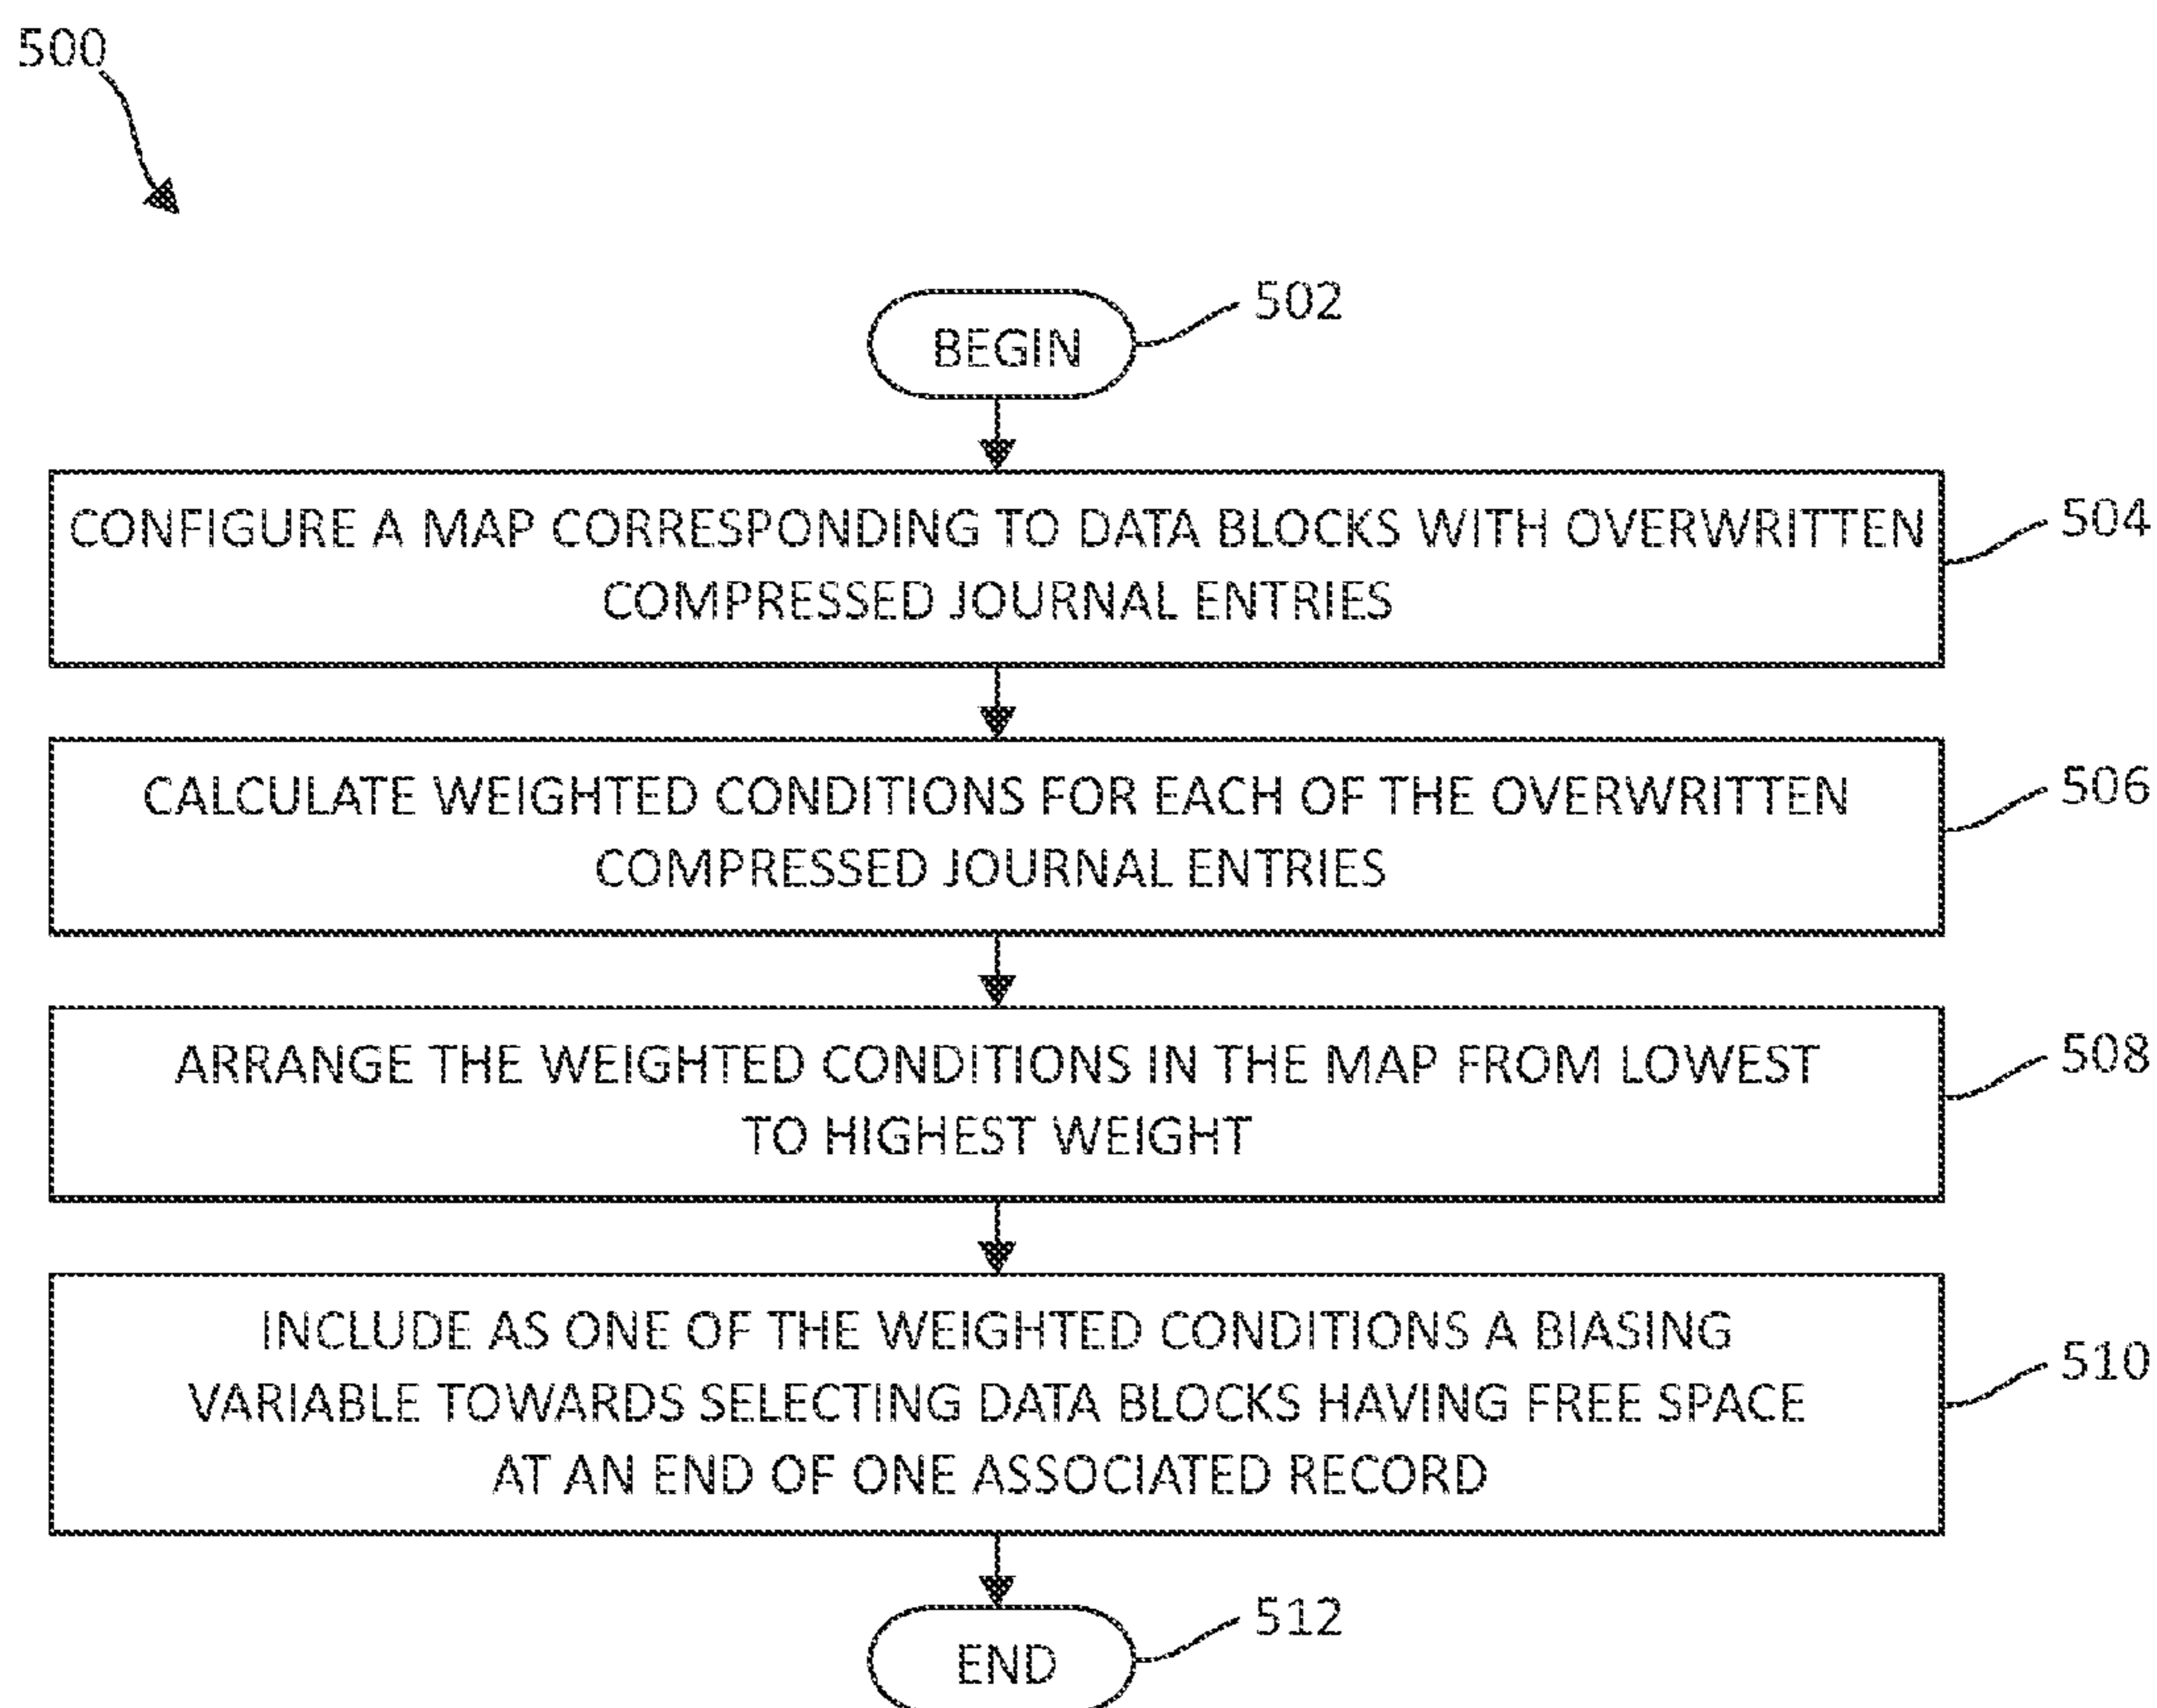 500
BEGIN
502
CONFIGURE A MAP CORRESPONDING TO DATA BLOCKS WITH OVERWRITTEN
COMPRESSED JOURNAL ENTRIES
504
CALCULATE WEIGHTED CONDITIONS FOR EACH OF THE OVERWRITTEN
COMPRESSED JOURNAL ENTRIES
506
ARRANGE THE WEIGHTED CONDITIONS IN THE MAP FROM LOWEST
TO HIGHEST WEIGHT
508
INCLUDE AS ONE OF THE WEIGHTED CONDITIONS A BIASING
VARIABLE TOWARDS SELECTING DATA BLOCKS HAVING FREE SPACE
AT AN END OF ONE ASSOCIATED RECORD
510
END
512